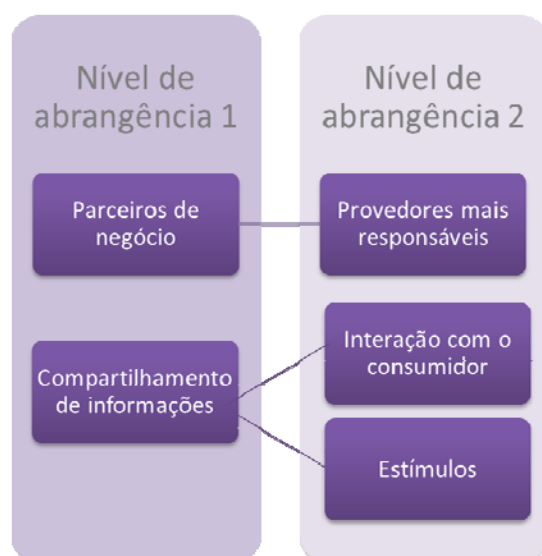 Nível de
abrangência 1
Nível de
abrangência 2
Parceiros de
negócio
Provedores mais
responsáveis
Compartilhamento
de informações
Interação com o
consumidor
Estímulos